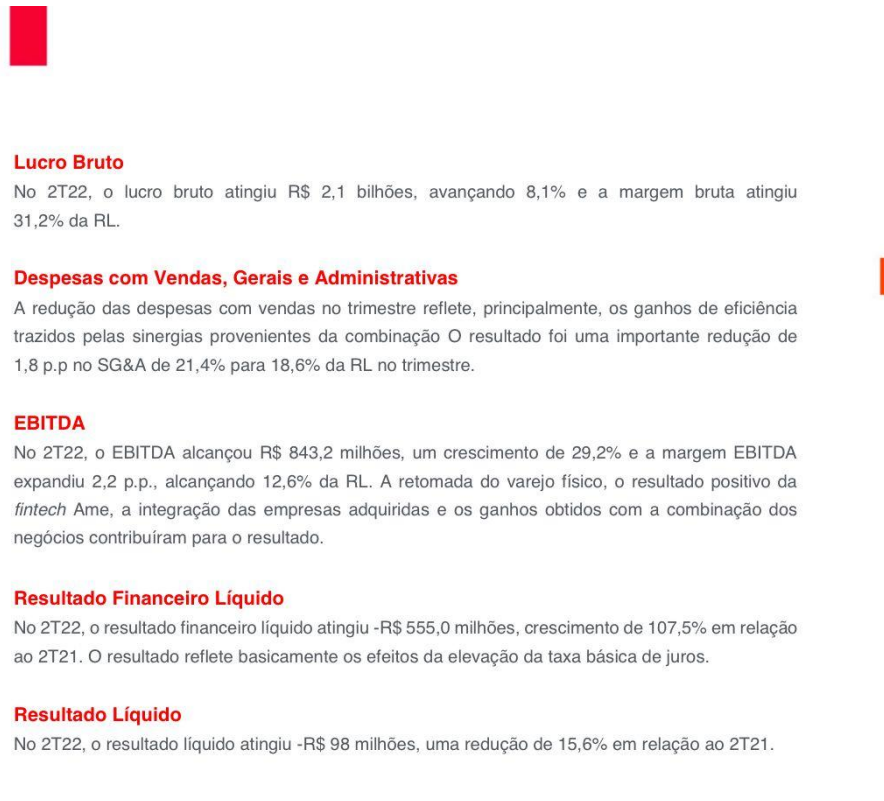 Lucro Bruto
No 2T22, o lucro bruto atingiu R$ 2,1 bilhões, avançando 8,1% e a margem bruta atingiu
31,2% da RL.
Despesas com Vendas, Gerais e Administrativas
A redução das despesas com vendas no trimestre reflete, principalmente, os ganhos de eficiência
trazidos pelas sinergias provenientes da combinação O resultado foi uma importante redução de
1,8 p.p no SG&A de 21,4% para 18,6% da RL no trimestre.
EBITDA
No 2T22, o EBITDA alcançou R$ 843,2 milhões, um crescimento de 29,2% e a margem EBITDA
expandiu 2,2 p.p., alcançando 12,6% da RL. A retomada do varejo físico, o resultado positivo da
fintech Ame, a integração das empresas adquiridas e os ganhos obtidos com a combinação dos
negócios contribuíram para o resultado.
Resultado Financeiro Líquido
No 2T22, o resultado financeiro líquido atingiu -R$ 555,0 milhões, crescimento de 107,5% em relação
ao 2T21. O resultado reflete basicamente os efeitos da elevação da taxa básica de juros.
Resultado Líquido
No 2T22, o resultado líquido atingiu -R$ 98 milhões, uma redução de 15,6% em relação ao 2T21.